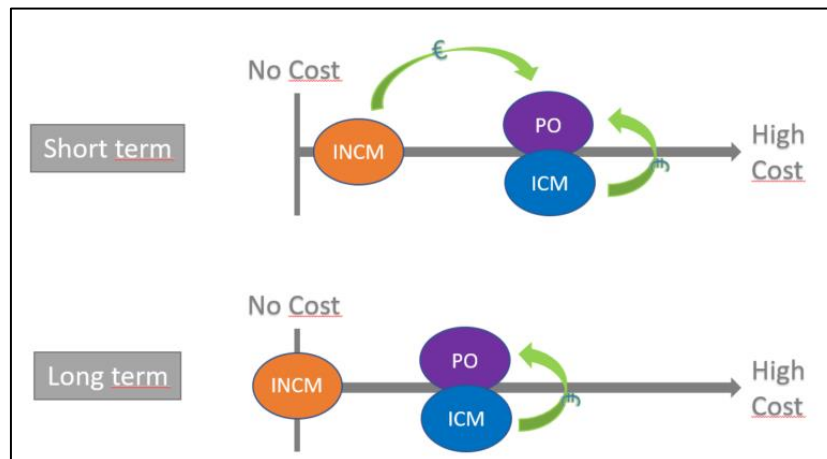 No Cost
€
PO
INCM
Short term
High
Cost
ICM
€
No Cost
PO
INCM
Long term
High
Cost
ICM
€